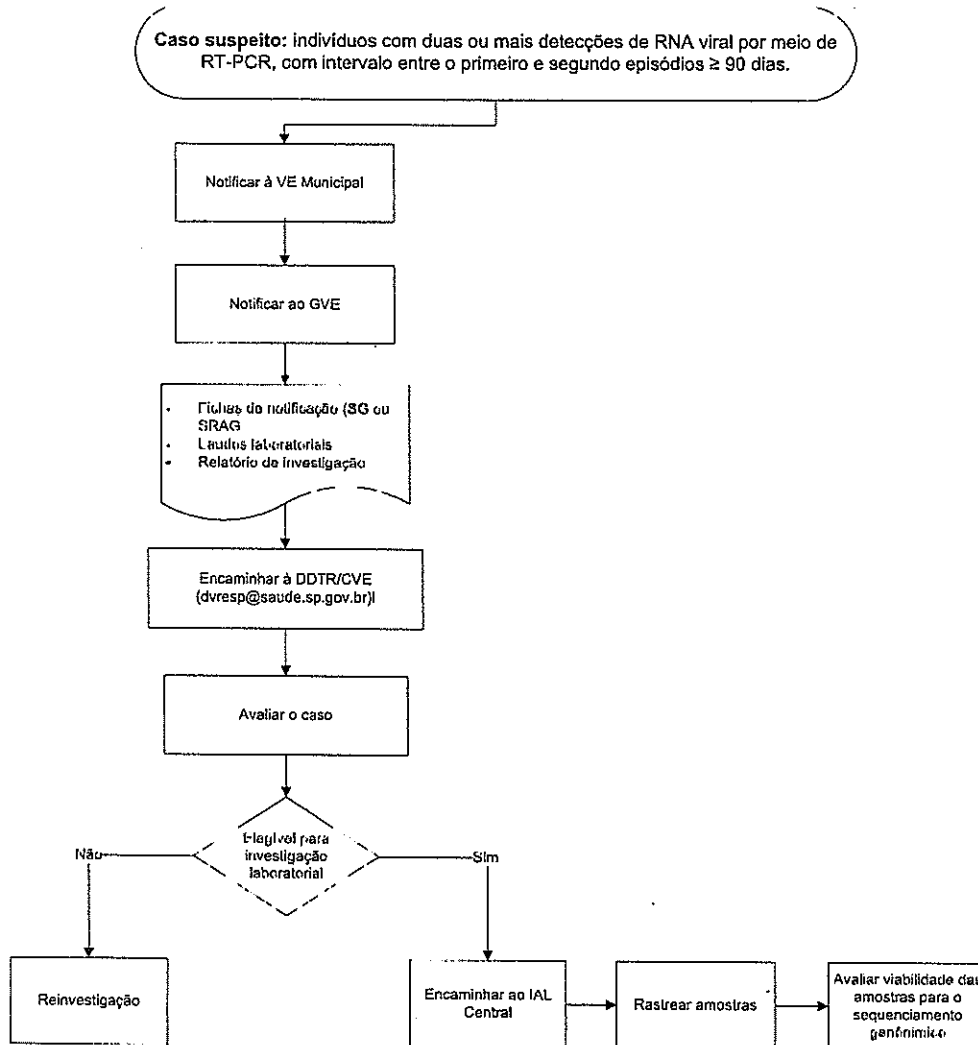 Caso suspeito: indivíduos com duas ou mais detecções de RNA viral por meio de
RT-PCR, com intervalo entre o primeiro e segundo episódios ≥ 90 dias.
Notificar à VE Municipal
Notificar ao GVE
• Fichas de notificação (SG ou
SRAG
• Laudos laboratoriais
• Relatório de investigação
Encaminhar à DDTR/CVE
(dvresp@saude.sp.gov.br)l
Avaliar o caso
Elegível para
investigação
laboratorial
Não
Sim
Reinvestigação
Encaminhar ao IAL
Central
Rastrear amostras
Avaliar viabilidade das
amostras para o
sequenciamento
genfinimico